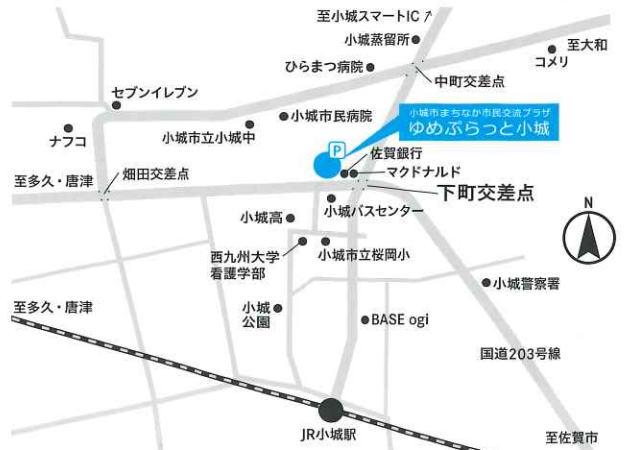 至小城スマートIC
小城蒸留所
至大和
コメリ
ひらまつ病院
中町交差点
セブンイレブン
小城市民病院
小城市まちなか市民交流プラザ
ゆめぷらっと小城
ナフコ
小城市立小城中
P
佐賀銀行
マクドナルド
至多久・唐津
畑田交差点
下町交差点
小城バスセンター
小城高
N
西九州大学
看護学部
小城市立桜岡小
小城警察署
至多久・唐津
小城
公園
BASE ogi
国道203号線
JR小城駅
至佐賀市